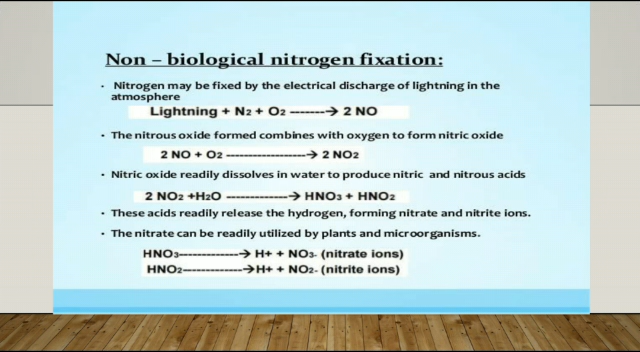 Non – biological nitrogen fixation:
• Nitrogen may be fixed by the electrical discharge of lightning in the
atmosphere
Lightning + N2 + O2 -------→ 2 NO
• The nitrous oxide formed combines with oxygen to form nitric oxide
2 NO + O2 ------------------→ 2 NO2
• Nitric oxide readily dissolves in water to produce nitric and nitrous acids
2 NO2 +H2O -------------→ HNO3 + HNO2
• These acids readily release the hydrogen, forming nitrate and nitrite ions.
• The nitrate can be readily utilized by plants and microorganisms.
HNO3-------------→ H+ + NO3- (nitrate ions)
HNO2-------------→H+ + NO2- (nitrite ions)